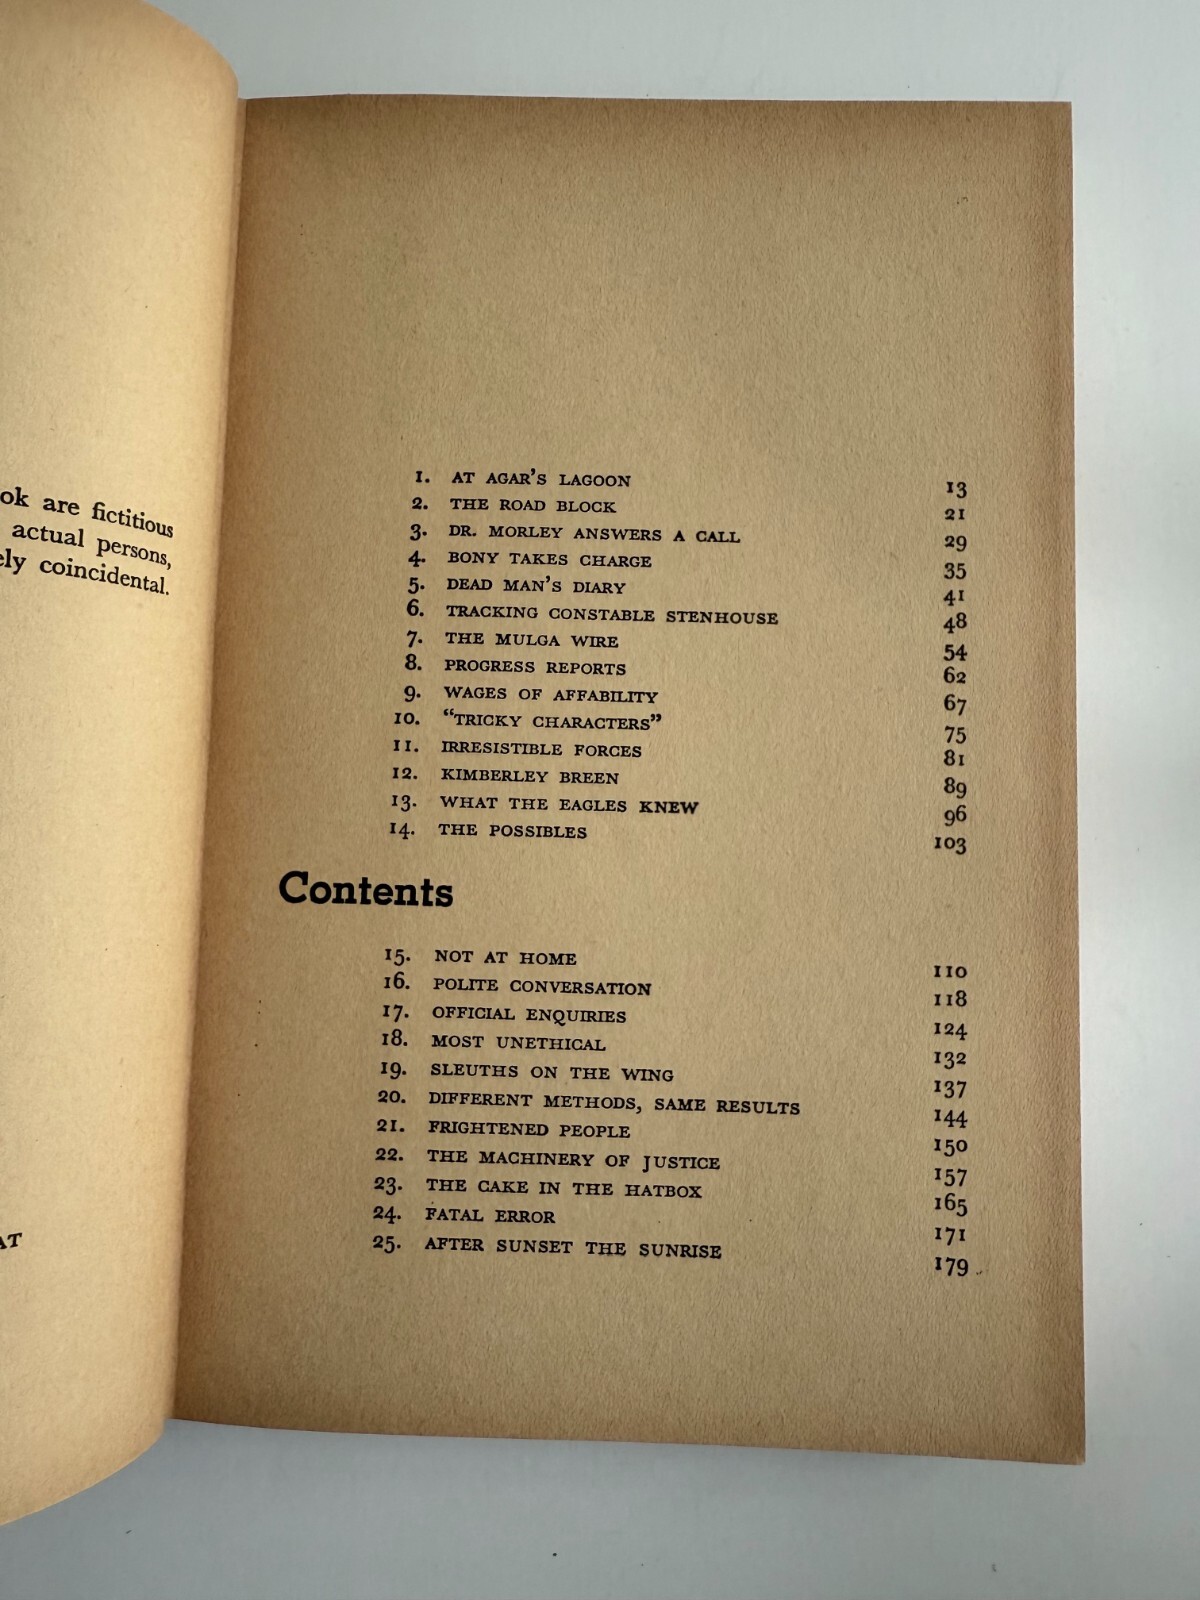 ok are fictitious
actual persons,
ely coincidental.
AT
1. AT AGAR'S LAGOON 13
2. THE ROAD BLOCK 21
3. DR. MORLEY ANSWERS A CALL 29
4. BONY TAKES CHARGE 35
5. DEAD MAN'S DIARY 41
6. TRACKING CONSTABLE STENHOUSE 48
7. THE MULGA WIRE 54
8. PROGRESS REPORTS 62
9. WAGES OF AFFABILITY 67
10. "TRICKY CHARACTERS" 75
11. IRRESISTIBLE FORCES 81
12. KIMBERLEY BREEN 89
13. WHAT THE EAGLES KNEW 96
14. THE POSSIBLES 103
Contents
15. NOT AT HOME 110
16. POLITE CONVERSATION 118
17. OFFICIAL ENQUIRIES 124
18. MOST UNETHICAL 132
19. SLEUTHS ON THE WING 137
20. DIFFERENT METHODS, SAME RESULTS 144
21. FRIGHTENED PEOPLE 150
22. THE MACHINERY OF JUSTICE 157
23. THE CAKE IN THE HATBOX 165
24. FATAL ERROR 171
25. AFTER SUNSET THE SUNRISE 179